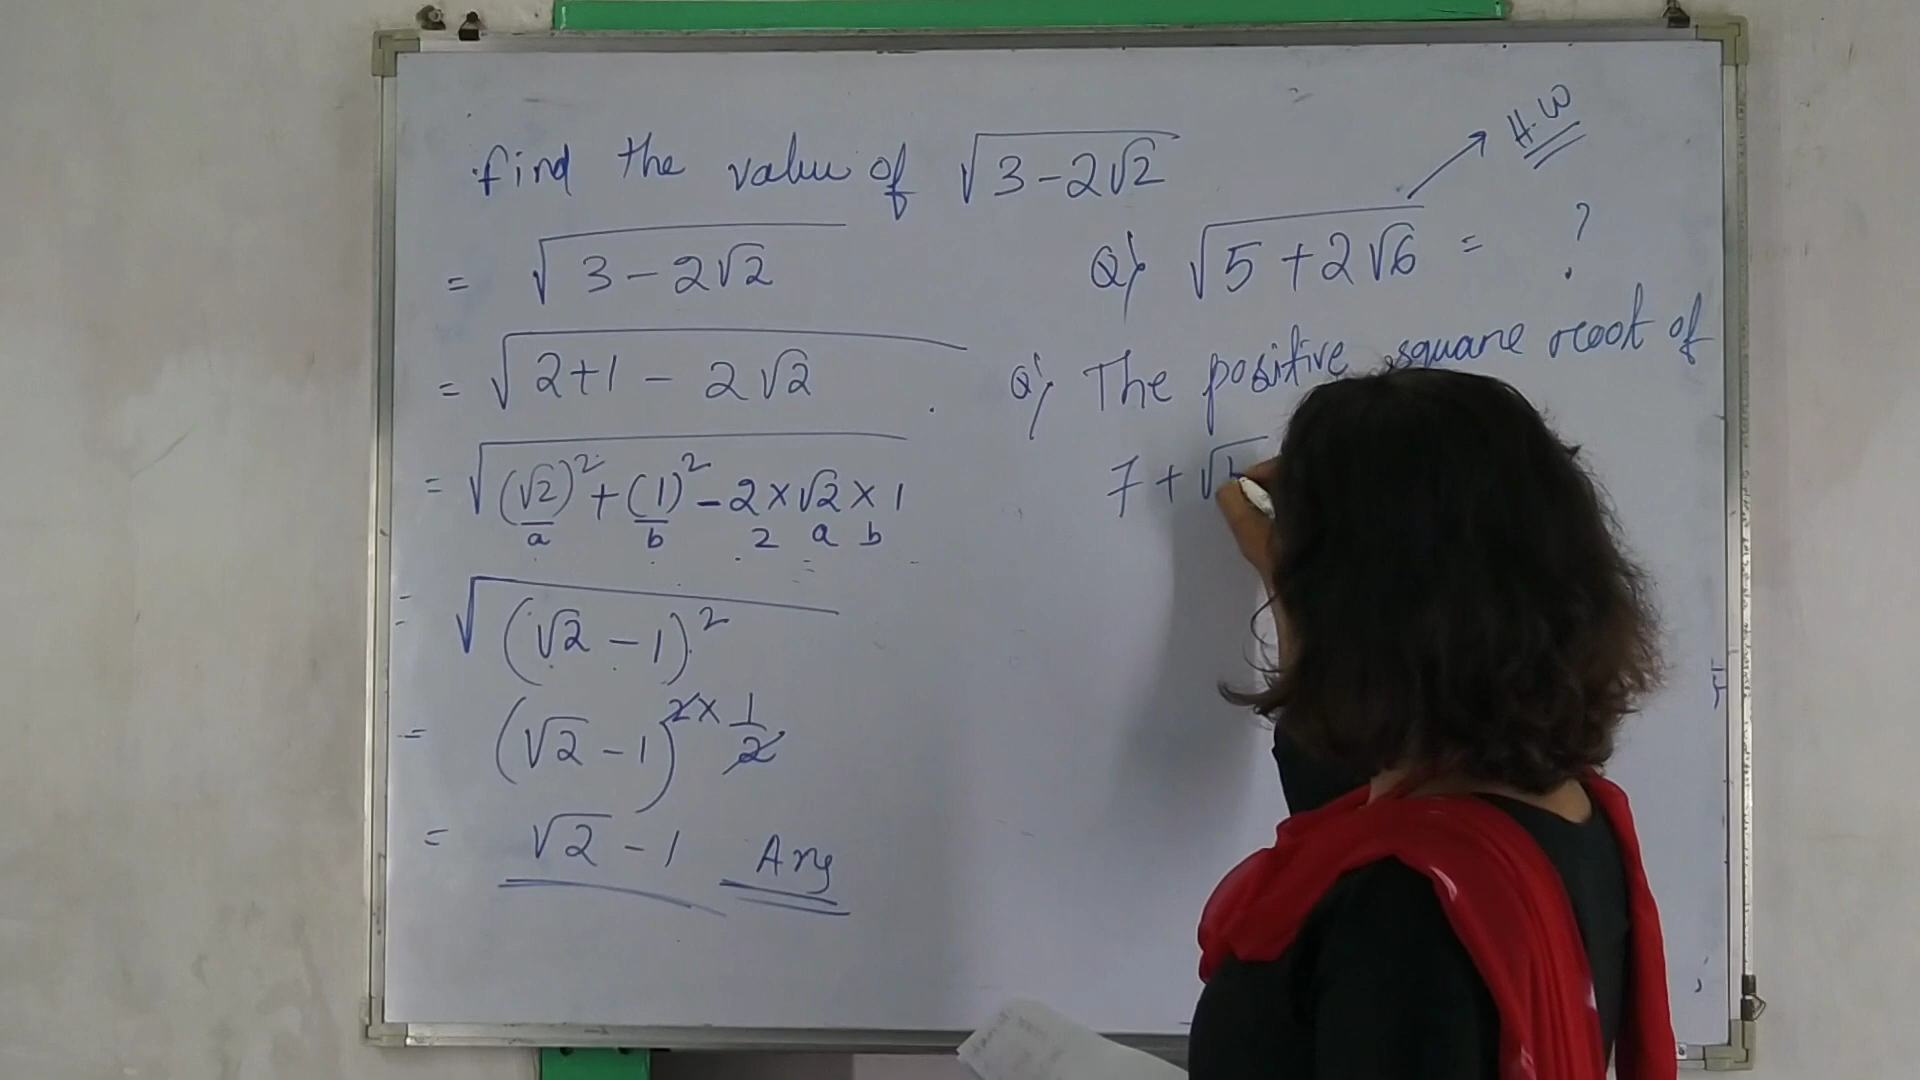 find the value of √(3-2√2)
= √(3-2√2)
= √(2+1 - 2√2)
= √((√2)² + (1)² - 2×√2×1)
a b 2 a b
= √((√2 - 1)²)
= (√2 - 1)^(2×1/2)
= √2 - 1 Ans
H.W
Q) √(5+2√6) = ?
Q) The positive square root of
7 + √